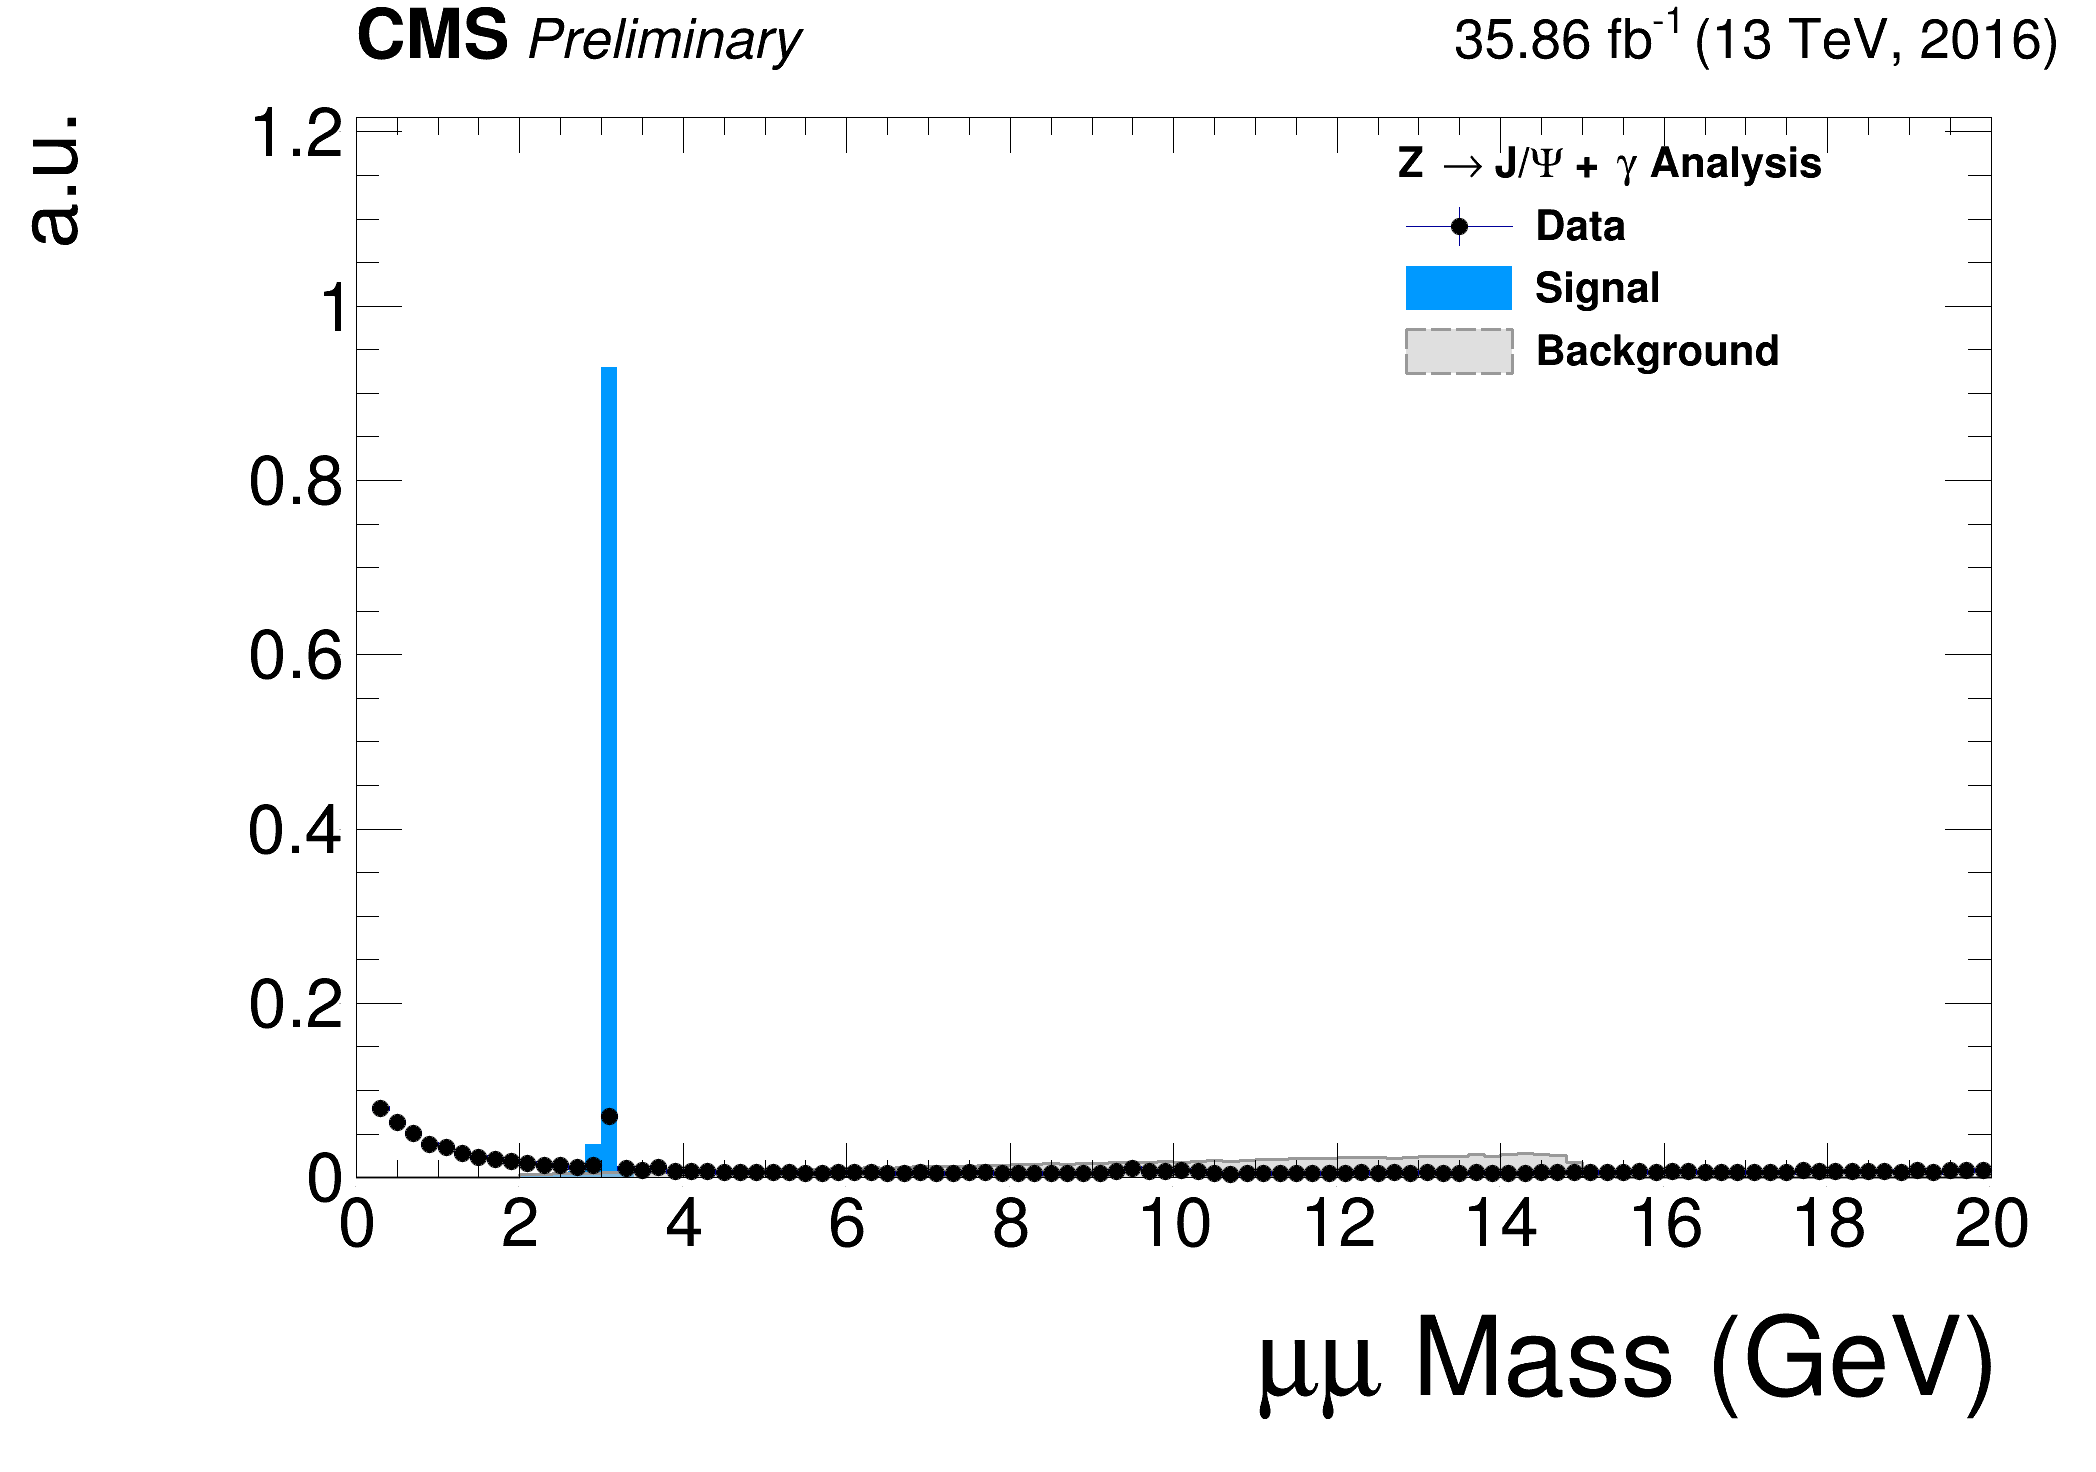 CMS Preliminary 35.86 fb⁻¹ (13 TeV, 2016)
a.u.
1.2
1
0.8
0.6
0.4
0.2
0
Z → J/Ψ + γ Analysis
Data
Signal
Background
0 2 4 6 8 10 12 14 16 18 20
μμ Mass (GeV)